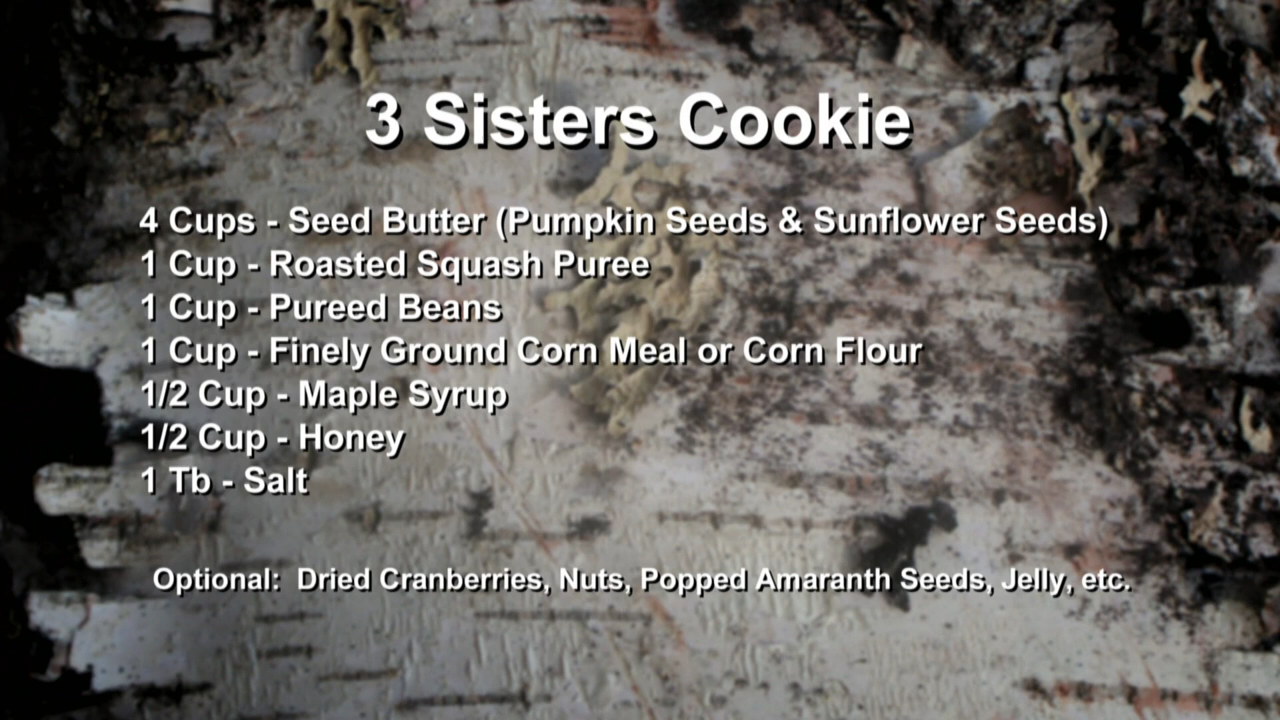 3 Sisters Cookie
4 Cups - Seed Butter (Pumpkin Seeds & Sunflower Seeds)
1 Cup - Roasted Squash Puree
1 Cup - Pureed Beans
1 Cup - Finely Ground Corn Meal or Corn Flour
1/2 Cup - Maple Syrup
1/2 Cup - Honey
1 Tb - Salt
Optional:  Dried Cranberries, Nuts, Popped Amaranth Seeds, Jelly, etc.